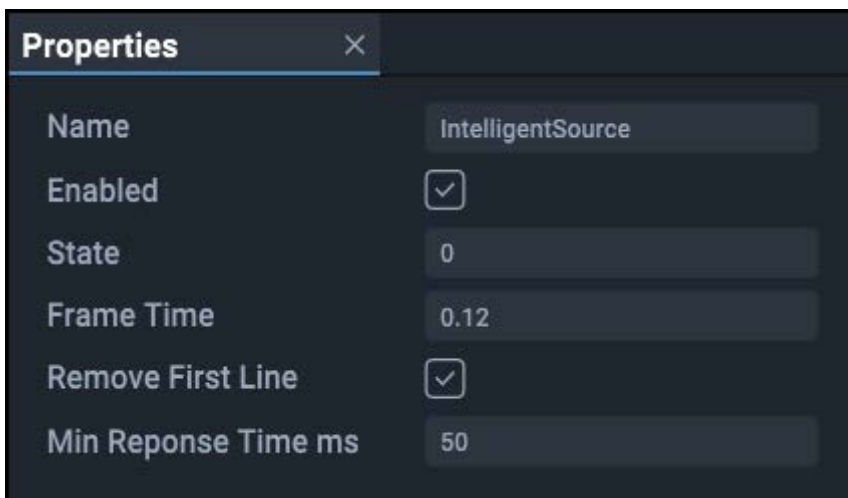 Properties
Name IntelligentSource
Enabled
State 0
Frame Time 0.12
Remove First Line
Min Reponse Time ms 50